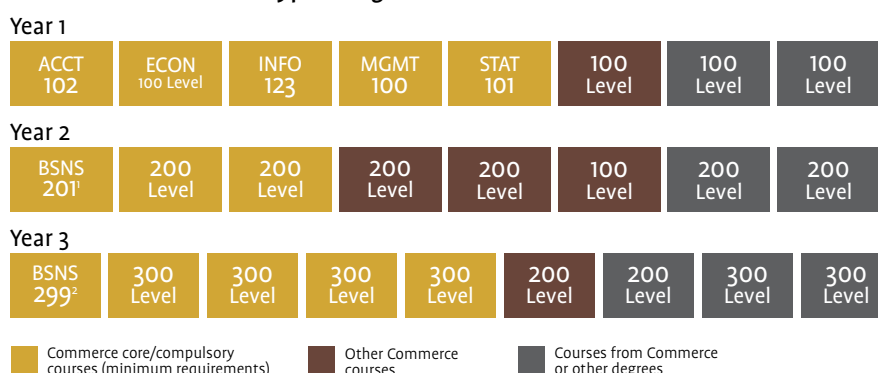 Year 1
ACCT 102
ECON 100 Level
INFO 123
MGMT 100
STAT 101
100 Level
100 Level
100 Level
Year 2
BSNS 201¹
200 Level
200 Level
200 Level
200 Level
100 Level
200 Level
200 Level
Year 3
BSNS 299²
300 Level
300 Level
300 Level
300 Level
200 Level
200 Level
300 Level
300 Level
Commerce core/compulsory
courses (minimum requirements)
Other Commerce
courses
Courses from Commerce
or other degrees